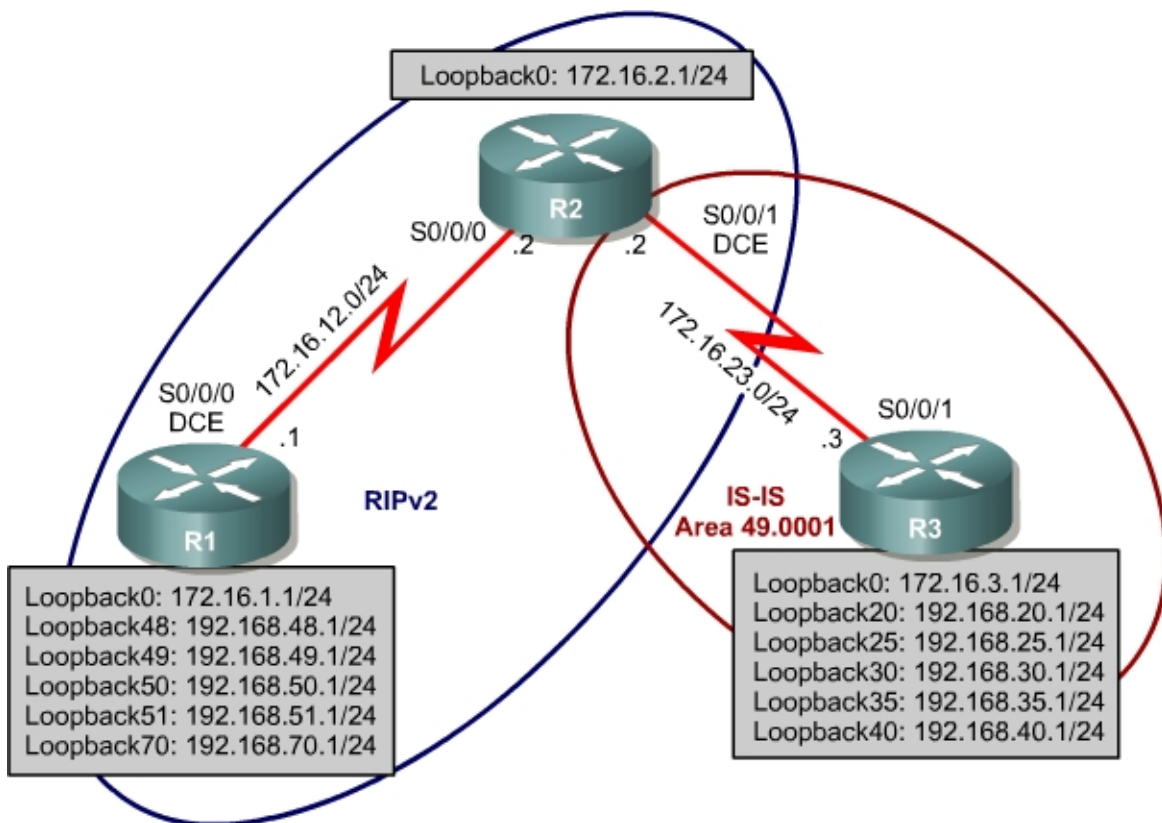 Loopback0: 172.16.2.1/24
R2
S0/0/0
.2
.2
S0/0/1
DCE
172.16.12.0/24
172.16.23.0/24
S0/0/0
DCE
.1
S0/0/1
.3
R1
RIPv2
IS-IS
Area 49.0001
R3
Loopback0: 172.16.1.1/24
Loopback48: 192.168.48.1/24
Loopback49: 192.168.49.1/24
Loopback50: 192.168.50.1/24
Loopback51: 192.168.51.1/24
Loopback70: 192.168.70.1/24
Loopback0: 172.16.3.1/24
Loopback20: 192.168.20.1/24
Loopback25: 192.168.25.1/24
Loopback30: 192.168.30.1/24
Loopback35: 192.168.35.1/24
Loopback40: 192.168.40.1/24